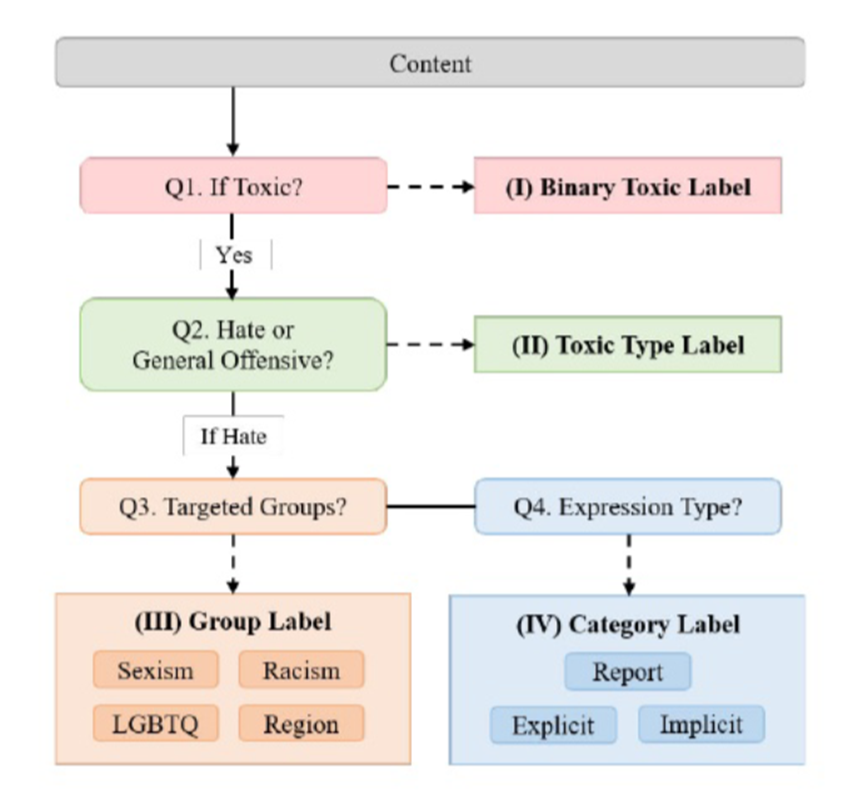 Content
Q1. If Toxic?
(I) Binary Toxic Label
Yes
Q2. Hate or
General Offensive?
(II) Toxic Type Label
If Hate
Q3. Targeted Groups?
Q4. Expression Type?
(III) Group Label
Sexism
Racism
LGBTQ
Region
(IV) Category Label
Report
Explicit
Implicit